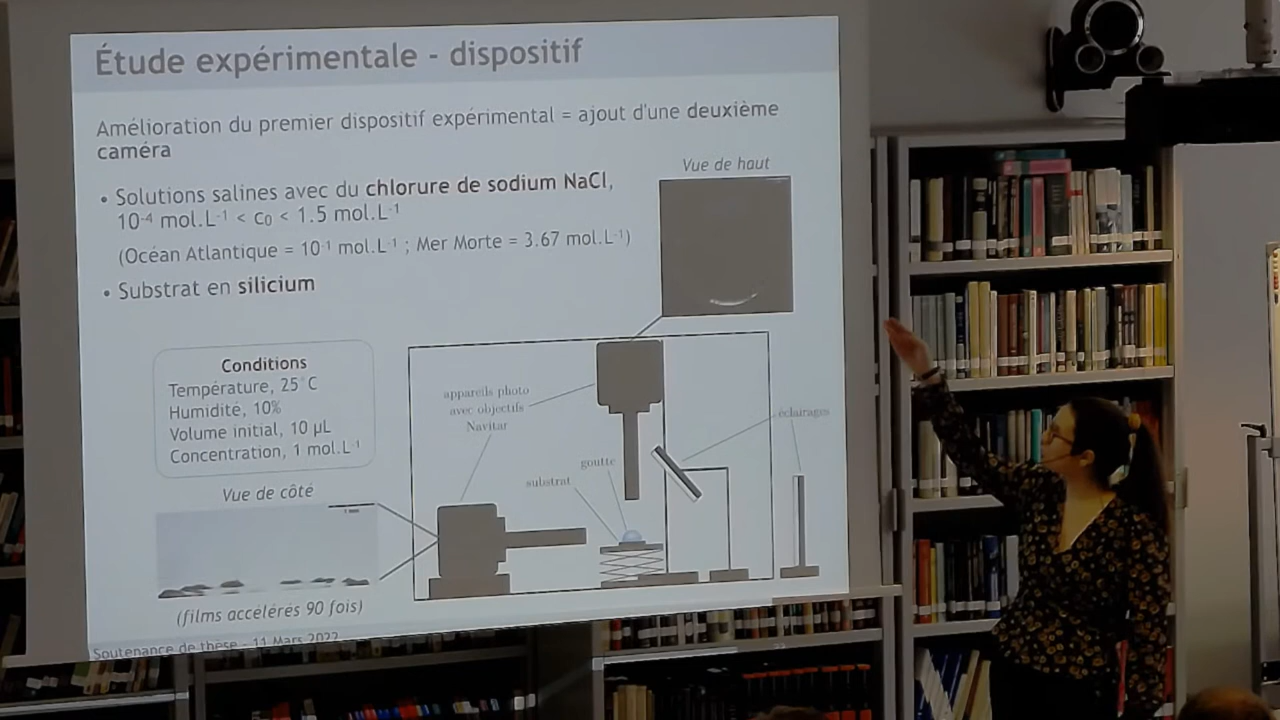 Étude expérimentale - dispositif
Amélioration du premier dispositif expérimental = ajout d'une deuxième
caméra
Vue de haut
• Solutions salines avec du chlorure de sodium NaCl,
10⁻⁴ mol.L⁻¹ < c₀ < 1.5 mol.L⁻¹
(Océan Atlantique = 10⁻¹ mol.L⁻¹ ; Mer Morte = 3.67 mol.L⁻¹)
• Substrat en silicium
Conditions
Température, 25°C
Humidité, 10%
Volume initial, 10 µL
Concentration, 1 mol.L⁻¹
appareils photo
avec objectifs
Navitar
éclairages
goutte
substrat
Vue de côté
1 mm
(films accélérés 90 fois)
Soutenance de thèse - 11 Mars 2022